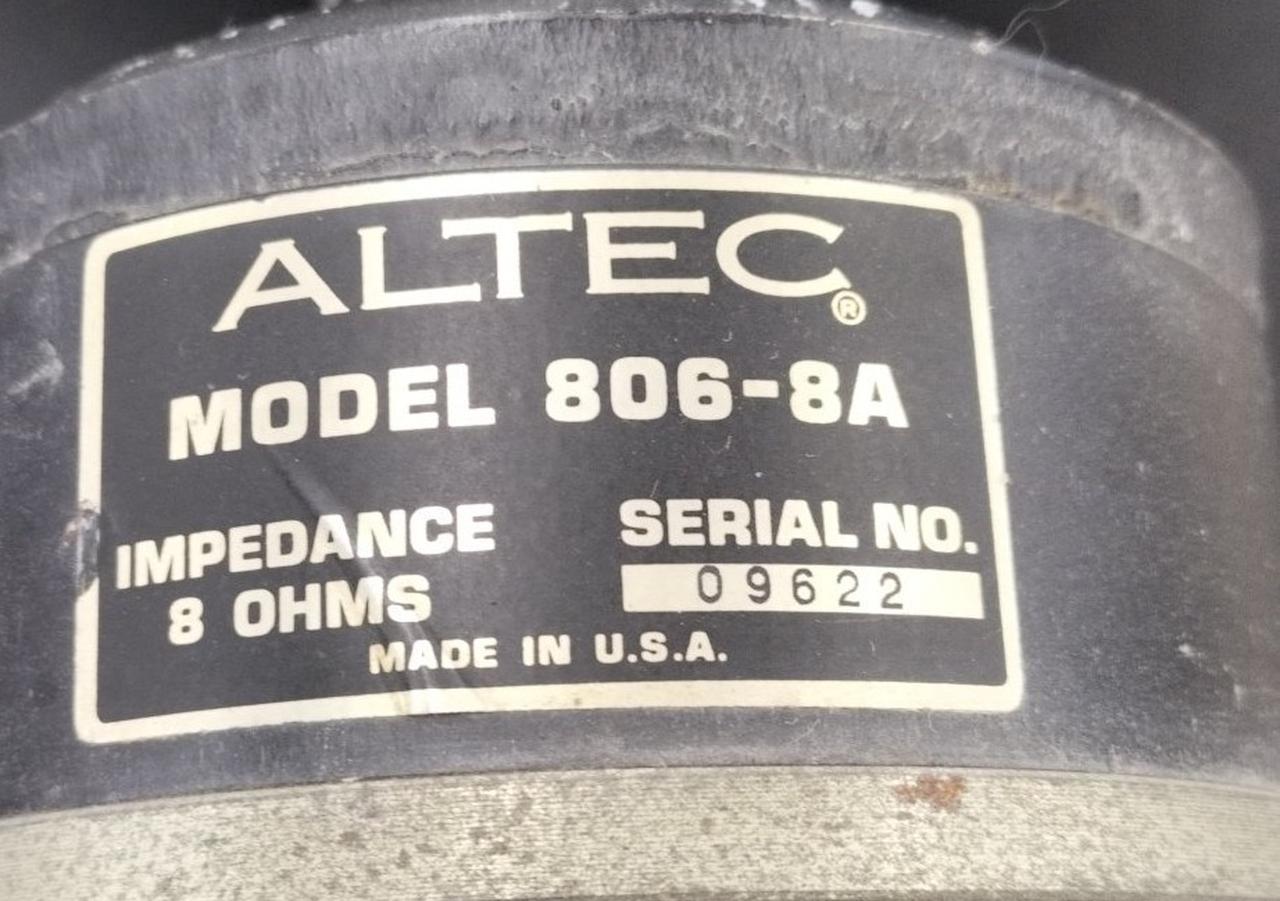 ALTEC®
MODEL 806-8A
IMPEDANCE
8 OHMS
SERIAL NO.
09622
MADE IN U.S.A.